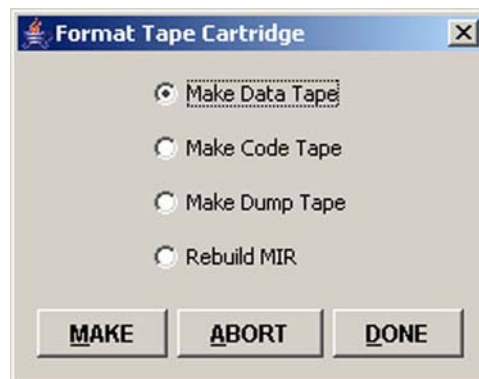 Format Tape Cartridge
Make Data Tape
Make Code Tape
Make Dump Tape
Rebuild MIR
MAKE ABORT DONE